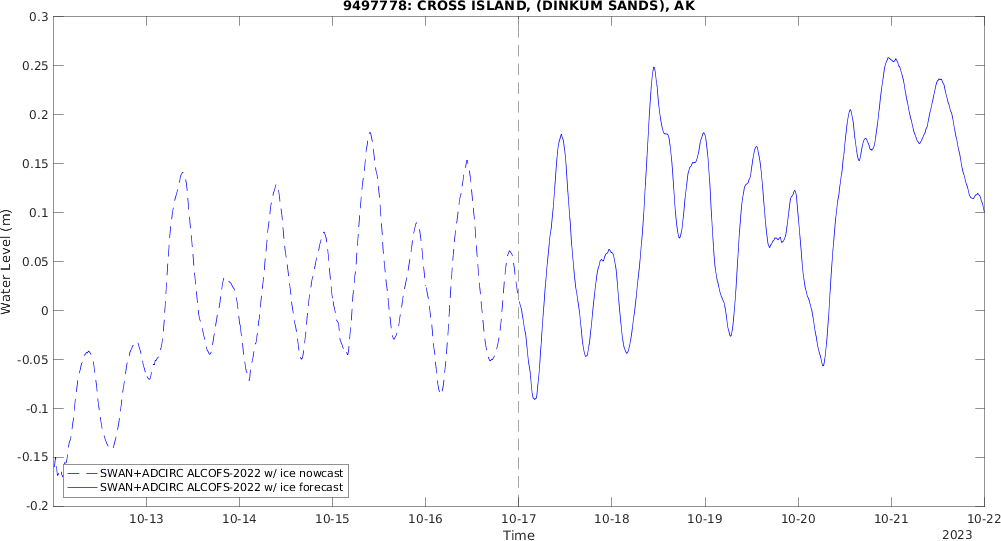 9497778: CROSS ISLAND, (DINKUM SANDS), AK
0.3
0.25
0.2
0.15
0.1
0.05
0
-0.05
-0.1
-0.15
-0.2
Water Level (m)
SWAN+ADCIRC ALCOFS-2022 w/ ice nowcast
SWAN+ADCIRC ALCOFS-2022 w/ ice forecast
10-13 10-14 10-15 10-16 10-17 10-18 10-19 10-20 10-21 10-22
Time
2023